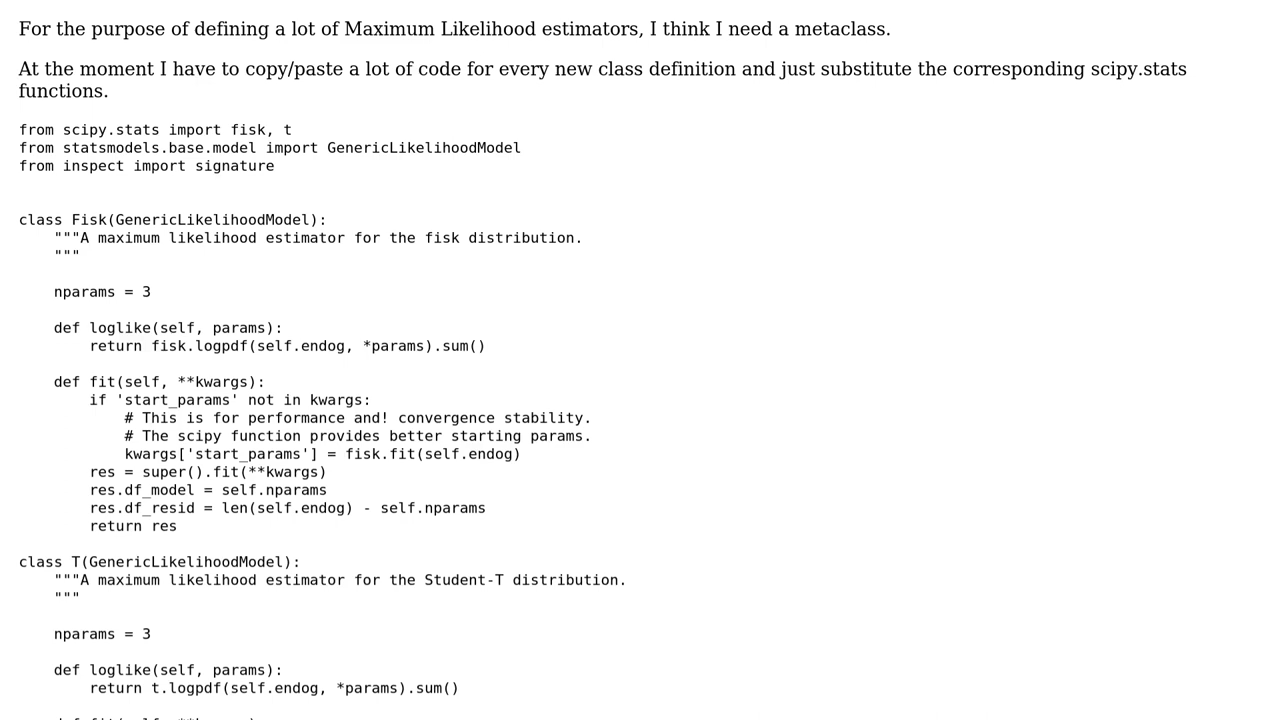 For the purpose of defining a lot of Maximum Likelihood estimators, I think I need a metaclass.
At the moment I have to copy/paste a lot of code for every new class definition and just substitute the corresponding scipy.stats
functions.
from scipy.stats import fisk, t
from statsmodels.base.model import GenericLikelihoodModel
from inspect import signature
class Fisk(GenericLikelihoodModel):
    """A maximum likelihood estimator for the fisk distribution.
    """
    nparams = 3
    def loglike(self, params):
        return fisk.logpdf(self.endog, *params).sum()
    def fit(self, **kwargs):
        if 'start_params' not in kwargs:
            # This is for performance and! convergence stability.
            # The scipy function provides better starting params.
            kwargs['start_params'] = fisk.fit(self.endog)
        res = super().fit(**kwargs)
        res.df_model = self.nparams
        res.df_resid = len(self.endog) - self.nparams
        return res
class T(GenericLikelihoodModel):
    """A maximum likelihood estimator for the Student-T distribution.
    """
    nparams = 3
    def loglike(self, params):
        return t.logpdf(self.endog, *params).sum()